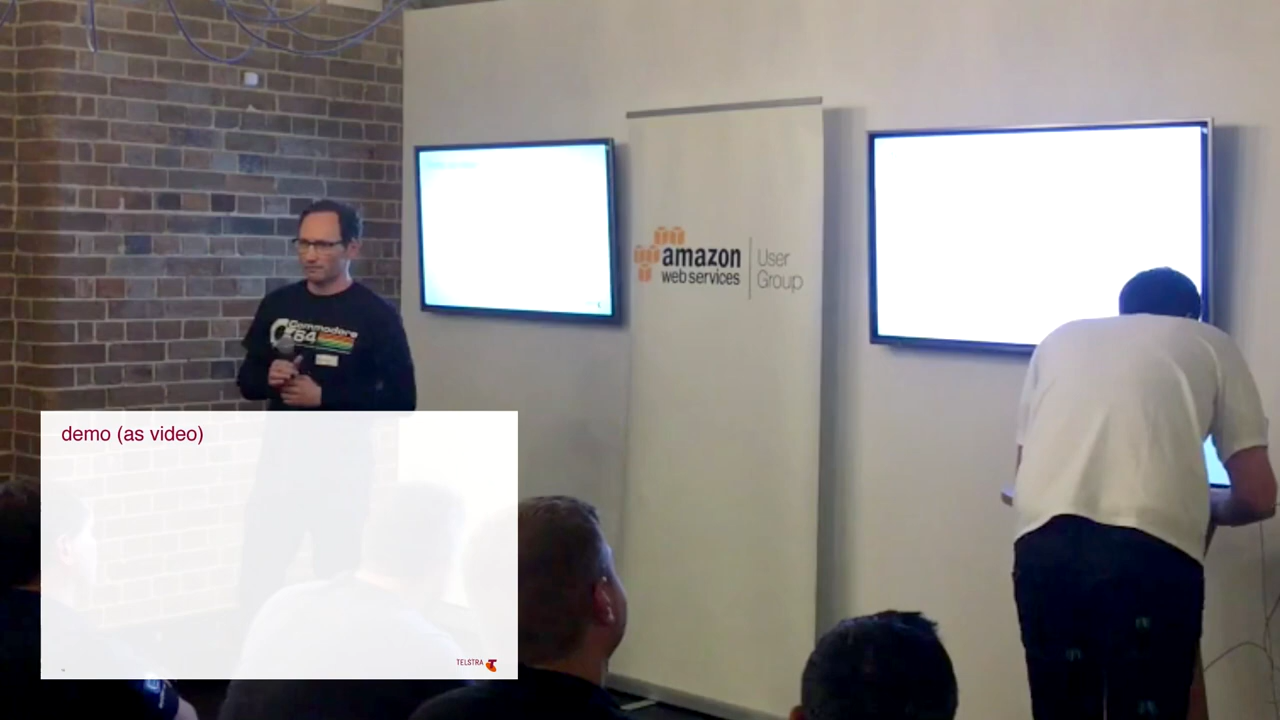 Commodore
64
amazon
web services
User
Group
demo (as video)
TELSTRA